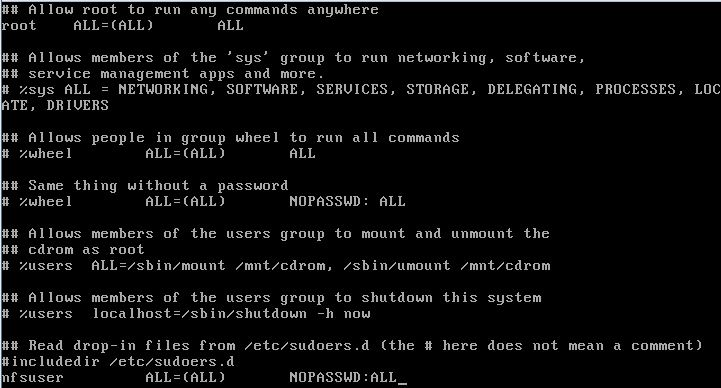 ## Allow root to run any commands anywhere
root    ALL=(ALL)       ALL

## Allows members of the 'sys' group to run networking, software,
## service management apps and more.
# %sys ALL = NETWORKING, SOFTWARE, SERVICES, STORAGE, DELEGATING, PROCESSES, LOC
ATE, DRIVERS

## Allows people in group wheel to run all commands
# %wheel        ALL=(ALL)       ALL

## Same thing without a password
# %wheel        ALL=(ALL)       NOPASSWD: ALL

## Allows members of the users group to mount and unmount the
## cdrom as root
# %users  ALL=/sbin/mount /mnt/cdrom, /sbin/umount /mnt/cdrom

## Allows members of the users group to shutdown this system
# %users  localhost=/sbin/shutdown -h now

## Read drop-in files from /etc/sudoers.d (the # here does not mean a comment)
#includedir /etc/sudoers.d
nfsuser         ALL=(ALL)       NOPASSWD:ALL_